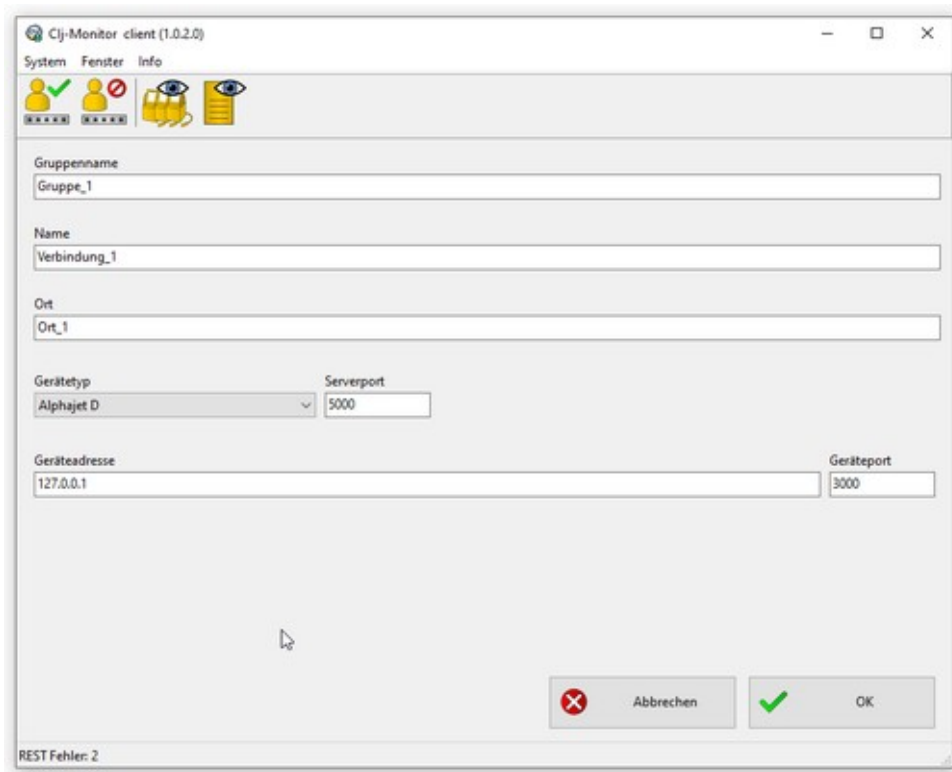 Clj-Monitor client (1.0.2.0)
System Fenster Info
Gruppenname
Gruppe_1
Name
Verbindung_1
Ort
Ort_1
Gerätetyp Serverport
Alphajet D 5000
Geräteadresse Geräteport
127.0.0.1 3000
Abbrechen OK
REST Fehler: 2